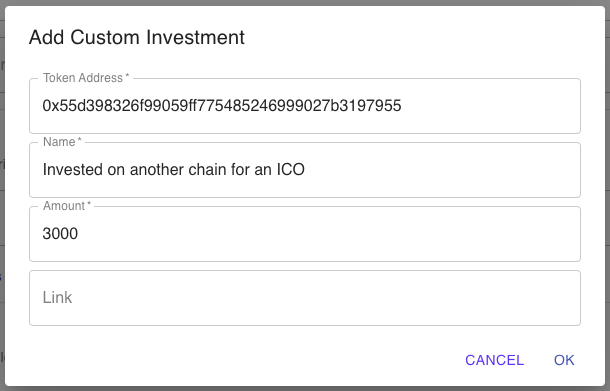 Add Custom Investment
Token Address *
0x55d398326f99059ff775485246999027b3197955
Name *
Invested on another chain for an ICO
Amount *
3000
Link
CANCEL OK